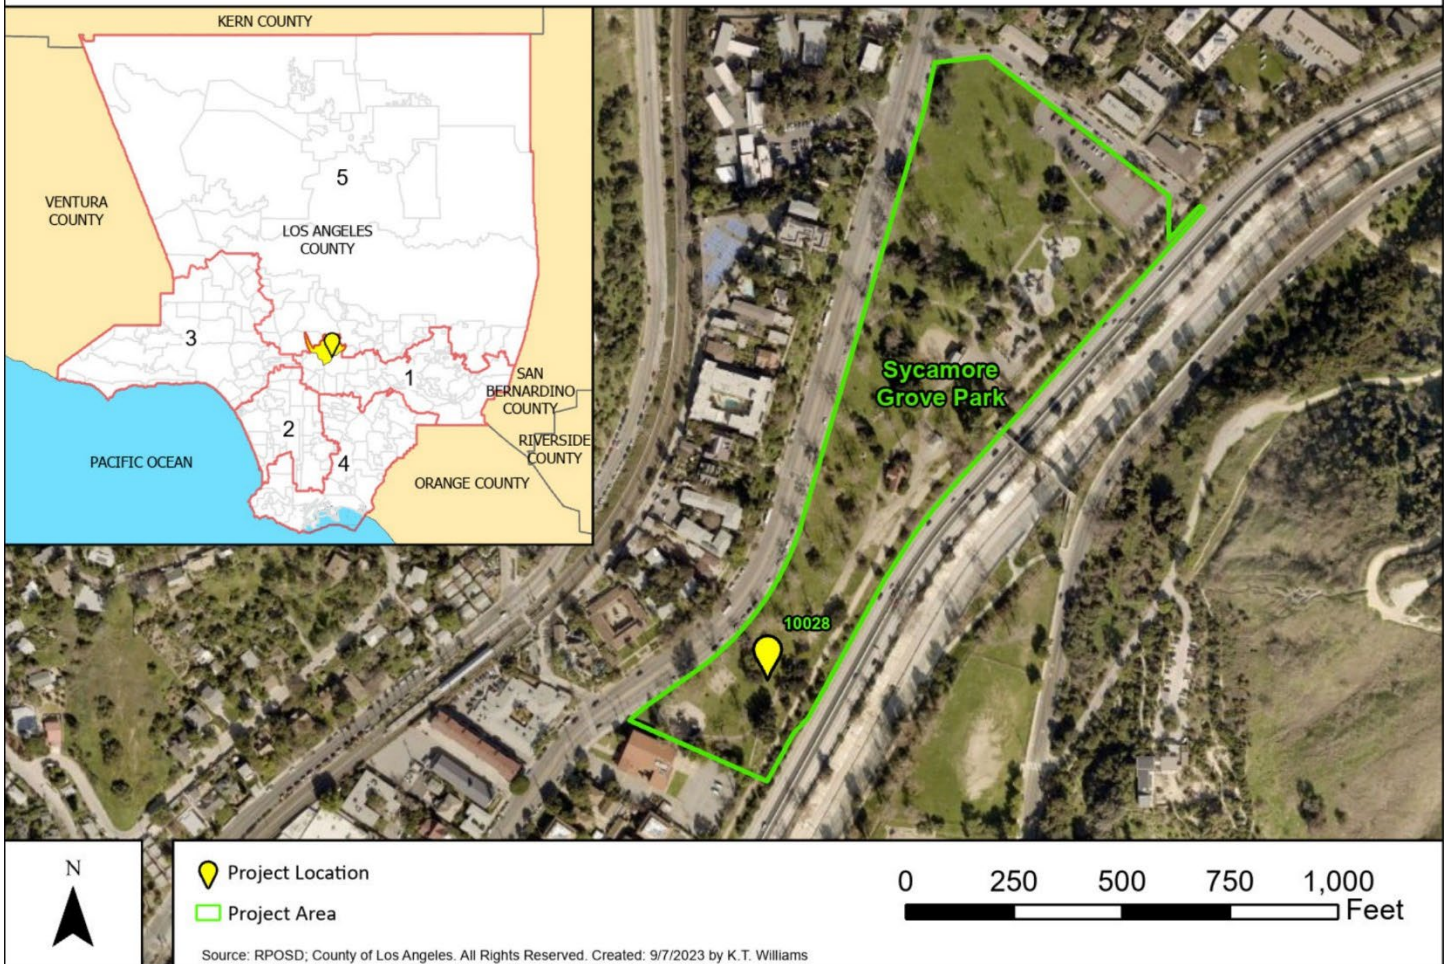 KERN COUNTY
5
VENTURA
COUNTY
LOS ANGELES
COUNTY
3
1
SAN
BERNARDINO
COUNTY
2
RIVERSIDE
COUNTY
4
PACIFIC OCEAN
ORANGE COUNTY
Sycamore
Grove Park
10028
N
Project Location
Project Area
0 250 500 750 1,000
Feet
Source: RPOSD; County of Los Angeles. All Rights Reserved. Created: 9/7/2023 by K.T. Williams